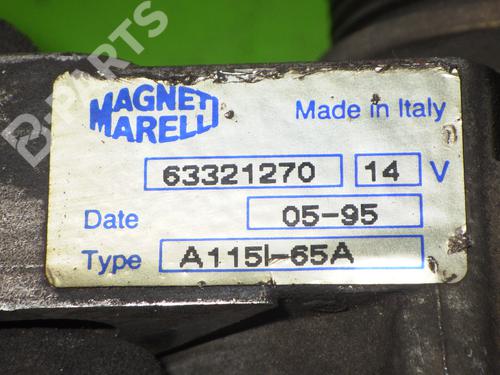 B-PARTS
MAGNETI
MARELLI
Made in Italy
63321270 14 V
Date 05-95
Type A115I-65A